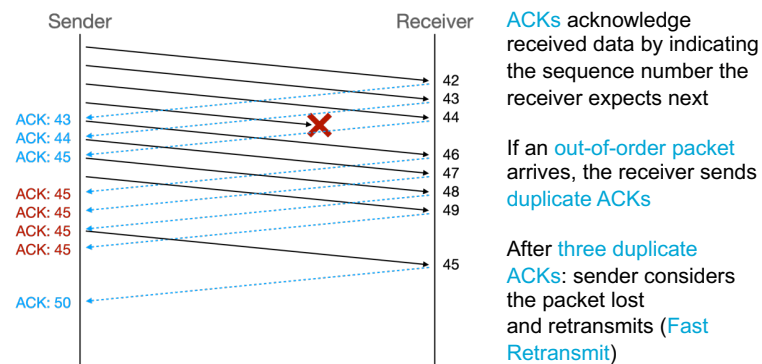 Sender
Receiver
42
43
44
ACK: 43
ACK: 44
ACK: 45
46
47
48
49
ACK: 45
ACK: 45
ACK: 45
ACK: 45
45
ACK: 50
ACKs acknowledge
received data by indicating
the sequence number the
receiver expects next
If an out-of-order packet
arrives, the receiver sends
duplicate ACKs
After three duplicate
ACKs: sender considers
the packet lost
and retransmits (Fast
Retransmit)